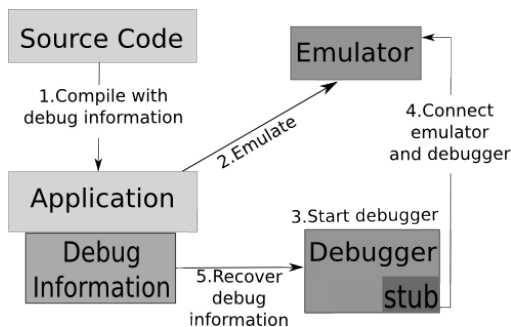 Source Code
1.Compile with
debug information
Application
Debug
Information
2.Emulate
Emulator
3.Start debugger
Debugger
stub
4.Connect
emulator
and debugger
5.Recover
debug
information